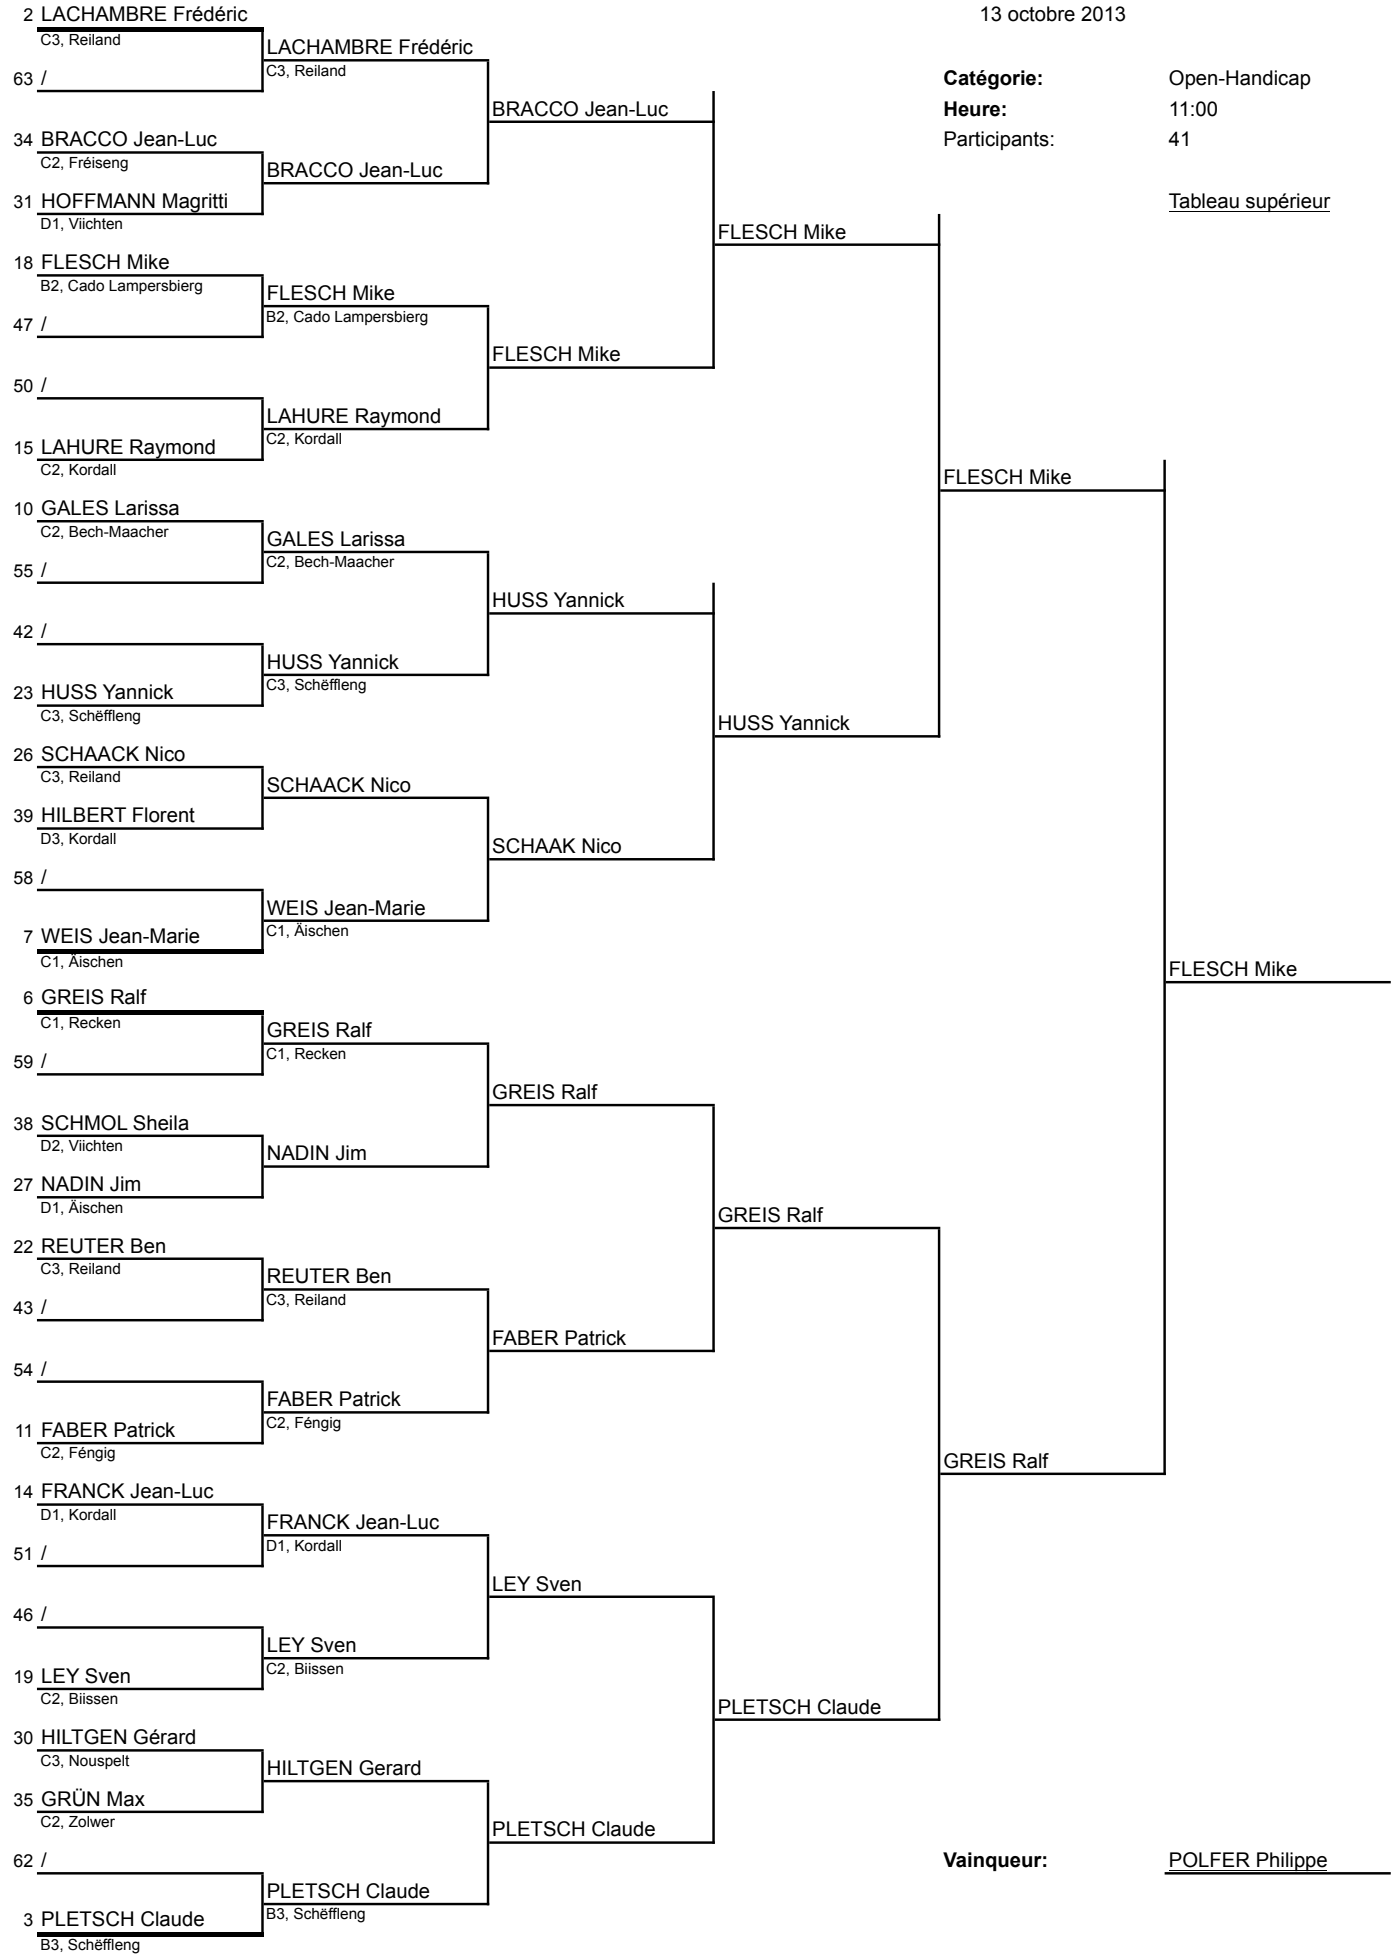 2 LACHAMBRE Frédéric
C3, Reiland
63 /
34 BRACCO Jean-Luc
C2, Fréiseng
31 HOFFMANN Magritti
D1, Viichten
18 FLESCH Mike
B2, Cado Lampersbierg
47 /
50 /
15 LAHURE Raymond
C2, Kordall
10 GALES Larissa
C2, Bech-Maacher
55 /
42 /
23 HUSS Yannick
C3, Schëffleng
26 SCHAACK Nico
C3, Reiland
39 HILBERT Florent
D3, Kordall
58 /
7 WEIS Jean-Marie
C1, Äischen
6 GREIS Ralf
C1, Recken
59 /
38 SCHMOL Sheila
D2, Viichten
27 NADIN Jim
D1, Äischen
22 REUTER Ben
C3, Reiland
43 /
54 /
11 FABER Patrick
C2, Féngig
14 FRANCK Jean-Luc
D1, Kordall
51 /
46 /
19 LEY Sven
C2, Biissen
30 HILTGEN Gérard
C3, Nouspelt
35 GRÜN Max
C2, Zolwer
62 /
3 PLETSCH Claude
B3, Schëffleng
LACHAMBRE Frédéric
C3, Reiland
BRACCO Jean-Luc
FLESCH Mike
B2, Cado Lampersbierg
LAHURE Raymond
C2, Kordall
GALES Larissa
C2, Bech-Maacher
HUSS Yannick
C3, Schëffleng
SCHAACK Nico
WEIS Jean-Marie
C1, Äischen
GREIS Ralf
C1, Recken
NADIN Jim
REUTER Ben
C3, Reiland
FABER Patrick
C2, Féngig
FRANCK Jean-Luc
D1, Kordall
LEY Sven
C2, Biissen
HILTGEN Gerard
PLETSCH Claude
B3, Schëffleng
BRACCO Jean-Luc
FLESCH Mike
HUSS Yannick
SCHAAK Nico
GREIS Ralf
FABER Patrick
LEY Sven
PLETSCH Claude
FLESCH Mike
HUSS Yannick
GREIS Ralf
PLETSCH Claude
FLESCH Mike
GREIS Ralf
FLESCH Mike
13 octobre 2013
Catégorie: Open-Handicap
Heure: 11:00
Participants: 41
Tableau supérieur
Vainqueur: POLFER Philippe